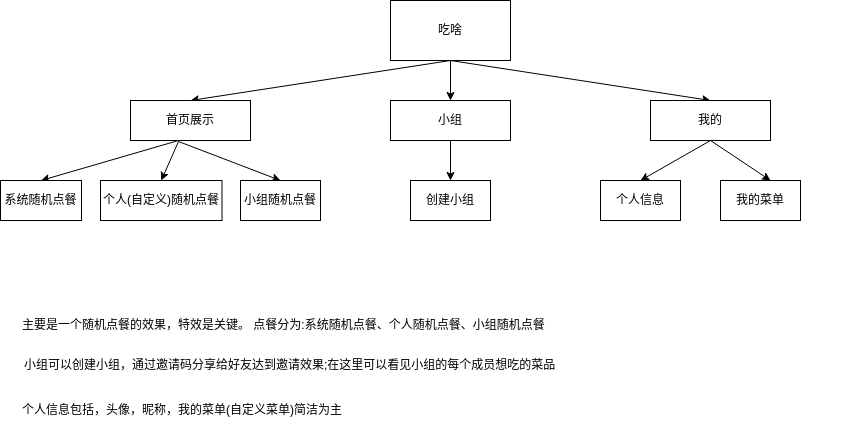 吃啥
首页展示
小组
我的
系统随机点餐
个人(自定义)随机点餐
小组随机点餐
创建小组
个人信息
我的菜单
主要是一个随机点餐的效果，特效是关键。 点餐分为:系统随机点餐、个人随机点餐、小组随机点餐
小组可以创建小组，通过邀请码分享给好友达到邀请效果;在这里可以看见小组的每个成员想吃的菜品
个人信息包括，头像，昵称，我的菜单(自定义菜单)简洁为主